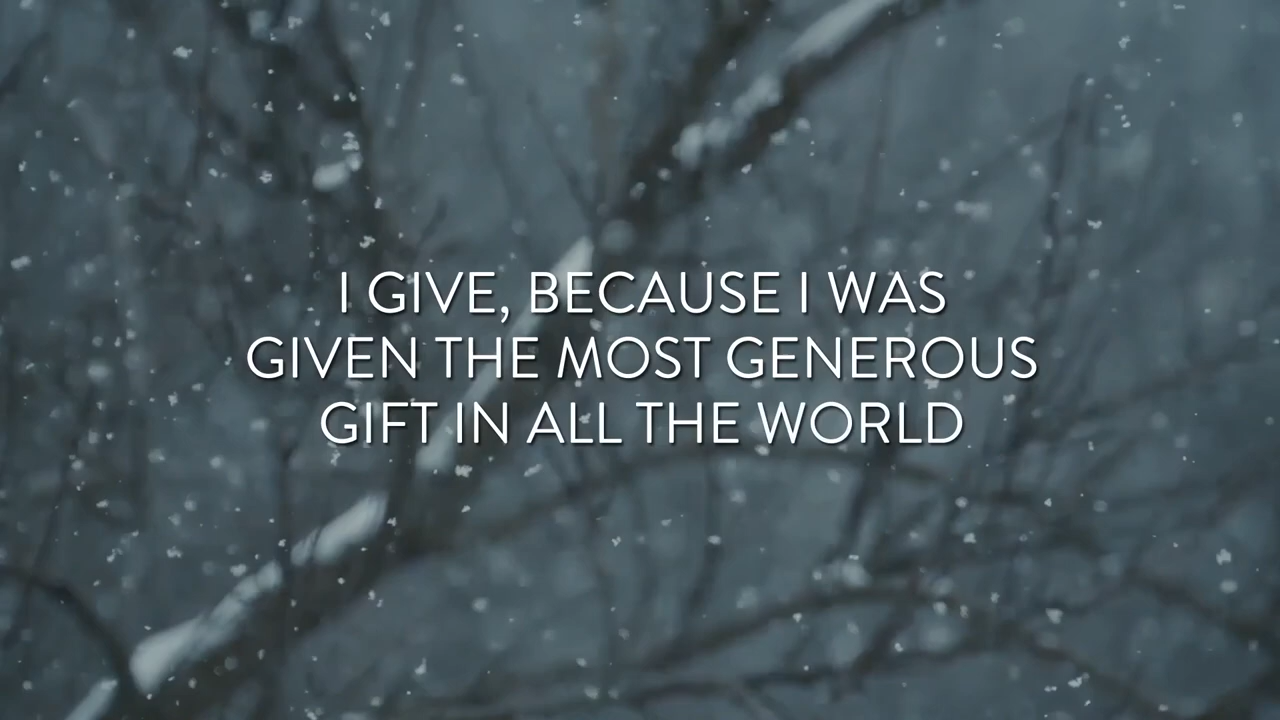 I GIVE, BECAUSE I WAS
GIVEN THE MOST GENEROUS
GIFT IN ALL THE WORLD